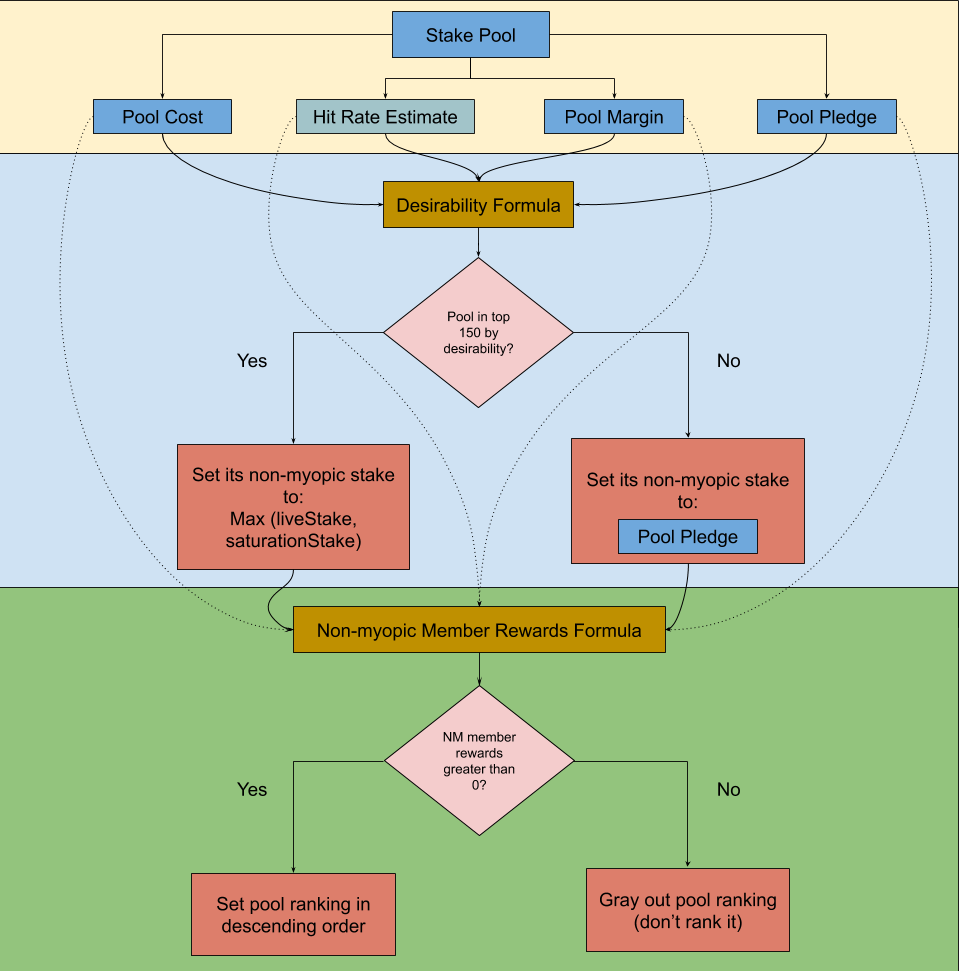 Stake Pool
Pool Cost
Hit Rate Estimate
Pool Margin
Pool Pledge
Desirability Formula
Pool in top
150 by
desirability?
Yes
No
Set its non-myopic stake
to:
Max (liveStake,
saturationStake)
Set its non-myopic stake
to:
Pool Pledge
Non-myopic Member Rewards Formula
NM member
rewards
greater than
0?
Yes
No
Set pool ranking in
descending order
Gray out pool ranking
(don't rank it)